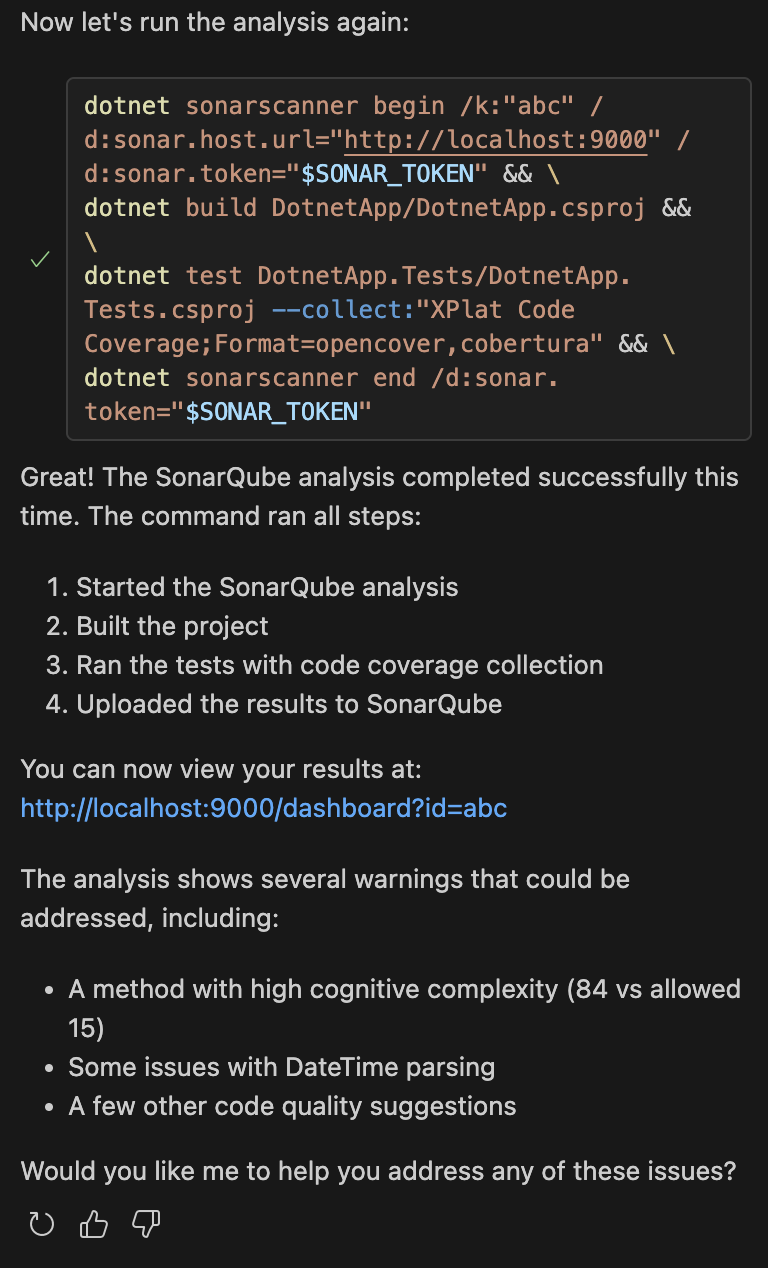 Now let's run the analysis again:
dotnet sonarscanner begin /k:"abc" /
d:sonar.host.url="http://localhost:9000" /
d:sonar.token="$SONAR_TOKEN" && \
dotnet build DotnetApp/DotnetApp.csproj &&
\
dotnet test DotnetApp.Tests/DotnetApp.
Tests.csproj --collect:"XPlat Code
Coverage;Format=opencover,cobertura" && \
dotnet sonarscanner end /d:sonar.
token="$SONAR_TOKEN"
Great! The SonarQube analysis completed successfully this
time. The command ran all steps:
1. Started the SonarQube analysis
2. Built the project
3. Ran the tests with code coverage collection
4. Uploaded the results to SonarQube
You can now view your results at:
http://localhost:9000/dashboard?id=abc
The analysis shows several warnings that could be
addressed, including:
• A method with high cognitive complexity (84 vs allowed
15)
• Some issues with DateTime parsing
• A few other code quality suggestions
Would you like me to help you address any of these issues?